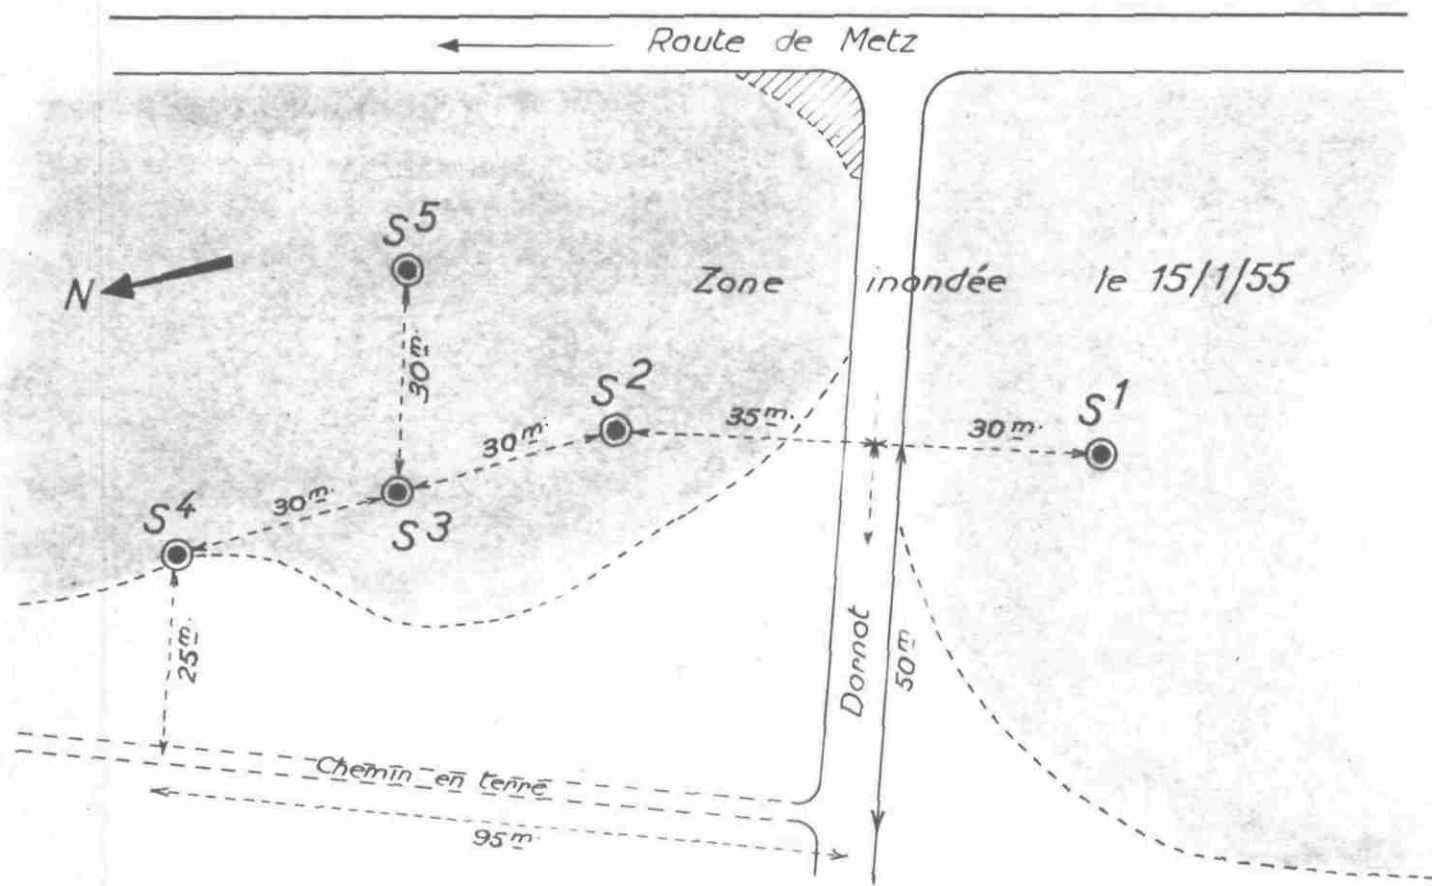 Route de Metz
S5
N
Zone inondée le 15/1/55
30m.
S2
S1
35m.
30m.
30m.
30m.
S4
S3
25m.
Dornot
50m
Chemin en terre
95m